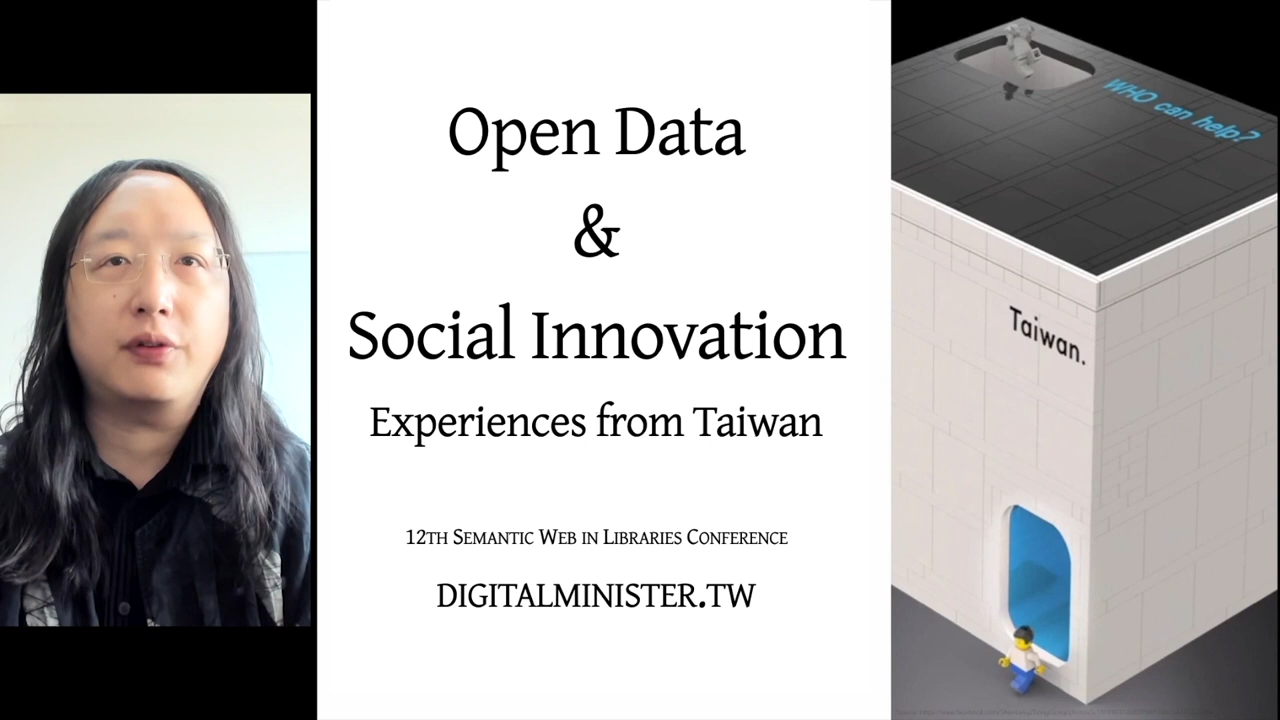 Open Data
&
Social Innovation
Experiences from Taiwan
12TH SEMANTIC WEB IN LIBRARIES CONFERENCE
DIGITALMINISTER.TW
WHO can help?
Taiwan.